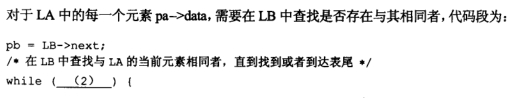 对于 LA 中的每一个元素 pa->data，需要在 LB 中查找是否存在与其相同者，代码段为：
pb = LB->next;
/* 在 LB 中查找与 LA 的当前元素相同者，直到找到或者到达表尾 */
while ( （2） ) {